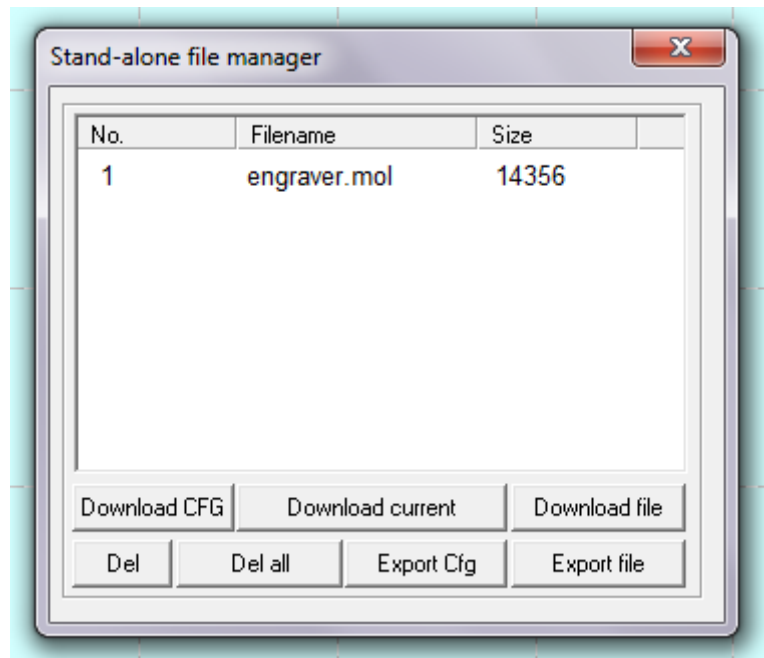 Stand-alone file manager
No. Filename Size
1 engraver.mol 14356
Download CFG Download current Download file
Del Del all Export Cfg Export file